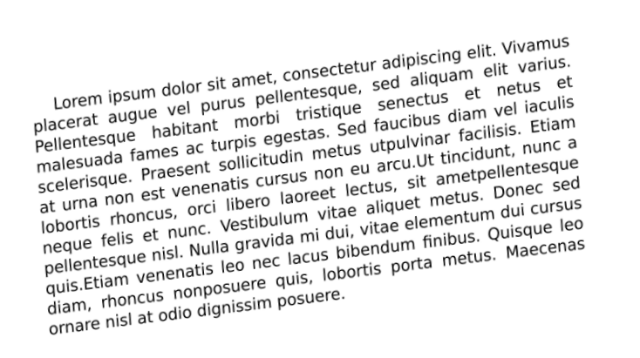 Lorem ipsum dolor sit amet, consectetur adipiscing elit. Vivamus
placerat augue vel purus pellentesque, sed aliquam elit varius.
Pellentesque habitant morbi tristique senectus et netus et
malesuada fames ac turpis egestas. Sed faucibus diam vel iaculis
scelerisque. Praesent sollicitudin metus utpulvinar facilisis. Etiam
at urna non est venenatis cursus non eu arcu.Ut tincidunt, nunc a
lobortis rhoncus, orci libero laoreet lectus, sit ametpellentesque
neque felis et nunc. Vestibulum vitae aliquet metus. Donec sed
pellentesque nisl. Nulla gravida mi dui, vitae elementum dui cursus
quis.Etiam venenatis leo nec lacus bibendum finibus. Quisque leo
diam, rhoncus nonposuere quis, lobortis porta metus. Maecenas
ornare nisl at odio dignissim posuere.